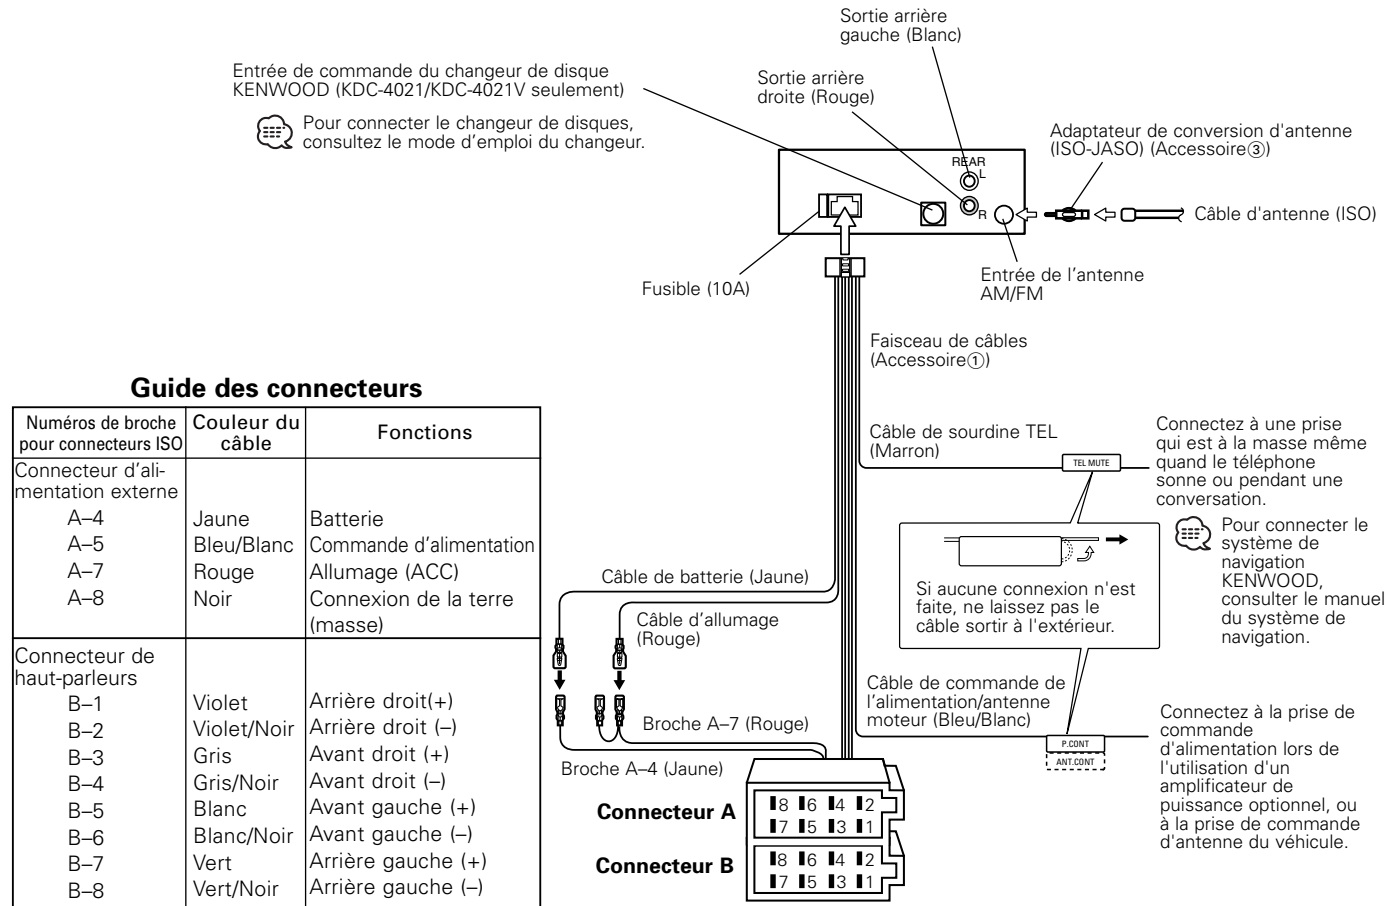 Sortie arrière
gauche (Blanc)
Entrée de commande du changeur de disque
KENWOOD (KDC-4021/KDC-4021V seulement)
Sortie arrière
droite (Rouge)
Pour connecter le changeur de disques,
consultez le mode d’emploi du changeur.
Adaptateur de conversion d'antenne
(ISO-JASO) (Accessoire③)
REAR
L
R
Câble d'antenne (ISO)
Fusible (10A)
Entrée de l’antenne
AM/FM
Faisceau de câbles
(Accessoire①)
Guide des connecteurs
Numéros de broche
pour connecteurs ISO
Couleur du
câble
Fonctions
Connecteur d’ali-
mentation externe
A–4 Jaune Batterie
A–5 Bleu/Blanc Commande d’alimentation
A–7 Rouge Allumage (ACC)
A–8 Noir Connexion de la terre
(masse)
Connecteur de
haut-parleurs
B–1 Violet Arrière droit(+)
B–2 Violet/Noir Arrière droit (–)
B–3 Gris Avant droit (+)
B–4 Gris/Noir Avant droit (–)
B–5 Blanc Avant gauche (+)
B–6 Blanc/Noir Avant gauche (–)
B–7 Vert Arrière gauche (+)
B–8 Vert/Noir Arrière gauche (–)
Câble de sourdine TEL
(Marron)
TEL MUTE
Connectez à une prise
qui est à la masse même
quand le téléphone
sonne ou pendant une
conversation.
Pour connecter le
système de
navigation
KENWOOD,
consulter le manuel
du système de
navigation.
Si aucune connexion n'est
faite, ne laissez pas le
câble sortir à l'extérieur.
Câble de batterie (Jaune)
Câble d’allumage
(Rouge)
Câble de commande de
l’alimentation/antenne
moteur (Bleu/Blanc)
P.CONT
ANT.CONT
Connectez à la prise de
commande
d'alimentation lors de
l'utilisation d'un
amplificateur de
puissance optionnel, ou
à la prise de commande
d'antenne du véhicule.
Broche A–7 (Rouge)
Broche A–4 (Jaune)
Connecteur A
8 6 4 2
7 5 3 1
Connecteur B
8 6 4 2
7 5 3 1